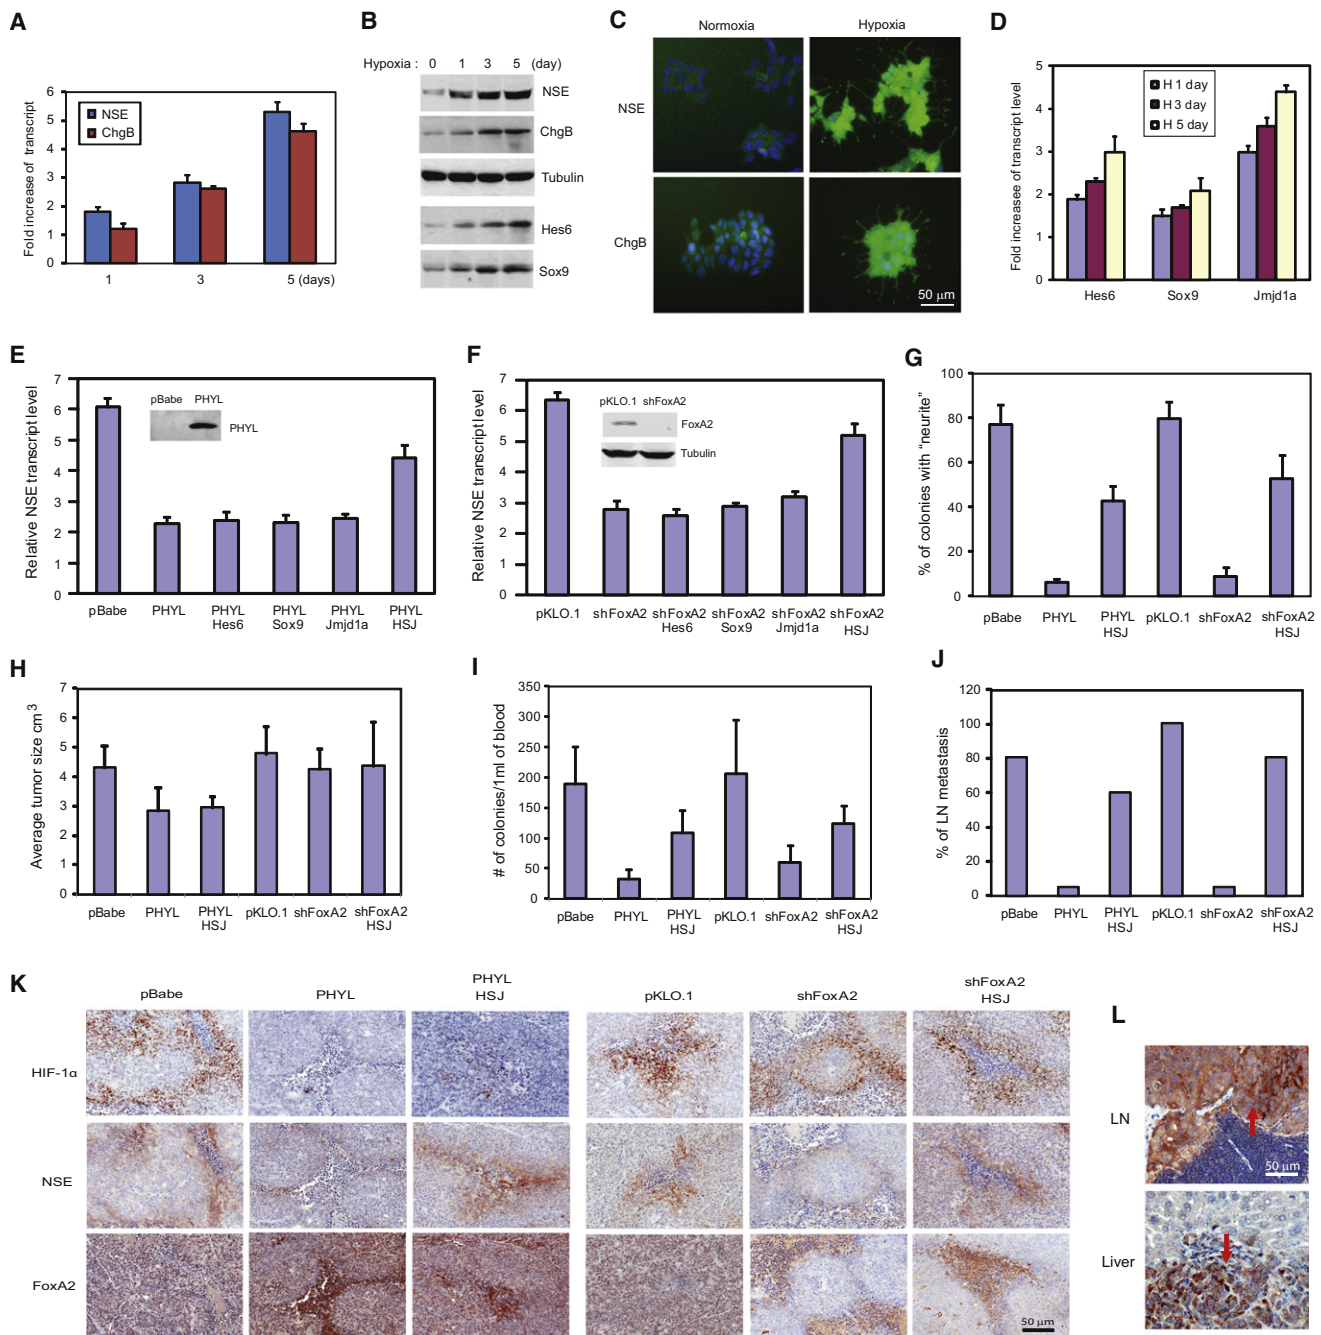 A
Fold increase of transcript
6
5
4
3
2
1
0
NSE
ChgB
1
3
5 (days)
B
Hypoxia : 0 1 3 5 (day)
NSE
ChgB
Tubulin
Hes6
Sox9
C
Normoxia
Hypoxia
NSE
ChgB
50 µm
D
Fold increasee of transcript level
5
4
3
2
1
0
H 1 day
H 3 day
H 5 day
Hes6
Sox9
Jmjd1a
E
Relative NSE transcript level
7
6
5
4
3
2
1
0
pBabe PHYL
PHYL
pBabe
PHYL
PHYL
Hes6
PHYL
Sox9
PHYL
Jmjd1a
PHYL
HSJ
F
Relative NSE transcript level
7
6
5
4
3
2
1
0
pKLO.1 shFoxA2
FoxA2
Tubulin
pKLO.1
shFoxA2
shFoxA2
Hes6
shFoxA2
Sox9
shFoxA2
Jmjd1a
shFoxA2
HSJ
G
% of colonies with “neurite”
100
80
60
40
20
0
pBabe
PHYL
PHYL
HSJ
pKLO.1
shFoxA2
shFoxA2
HSJ
H
Average tumor size cm3
7
6
5
4
3
2
1
0
pBabe
PHYL
PHYL
HSJ
pKLO.1
shFoxA2
shFoxA2
HSJ
I
# of colonies/1ml of blood
350
300
250
200
150
100
50
0
pBabe
PHYL
PHYL
HSJ
pKLO.1
shFoxA2
shFoxA2
HSJ
J
% of LN metastasis
120
100
80
60
40
20
0
pBabe
PHYL
PHYL
HSJ
pKLO.1
shFoxA2
shFoxA2
HSJ
K
pBabe
PHYL
PHYL
HSJ
pKLO.1
shFoxA2
shFoxA2
HSJ
HIF-1α
NSE
FoxA2
50 µm
L
LN
50 µm
Liver